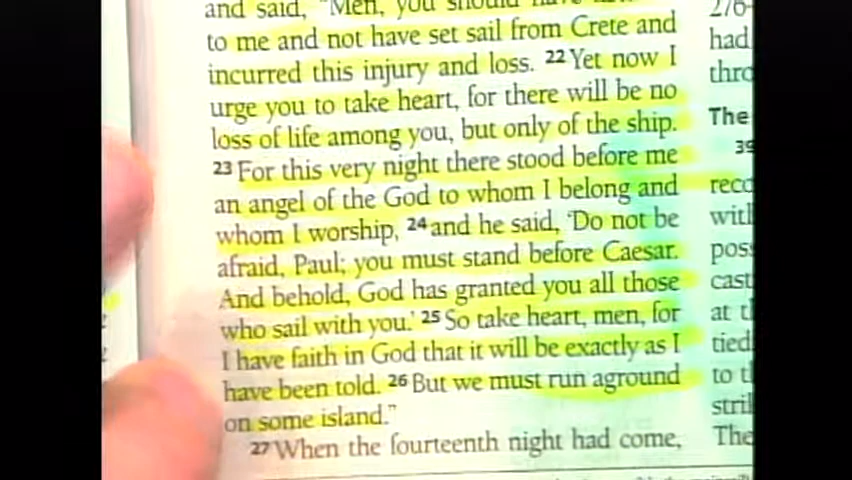 and said, "Men, you should have
to me and not have set sail from Crete and
incurred this injury and loss. 22 Yet now I
urge you to take heart, for there will be no
loss of life among you, but only of the ship.
23 For this very night there stood before me
an angel of the God to whom I belong and
whom I worship, 24 and he said, 'Do not be
afraid, Paul; you must stand before Caesar.
And behold, God has granted you all those
who sail with you.' 25 So take heart, men, for
I have faith in God that it will be exactly as I
have been told. 26 But we must run aground
on some island."
27 When the fourteenth night had come,
276
had
thro
The
39
reco
with
poss
cast
at t
tied
to t
stri
The